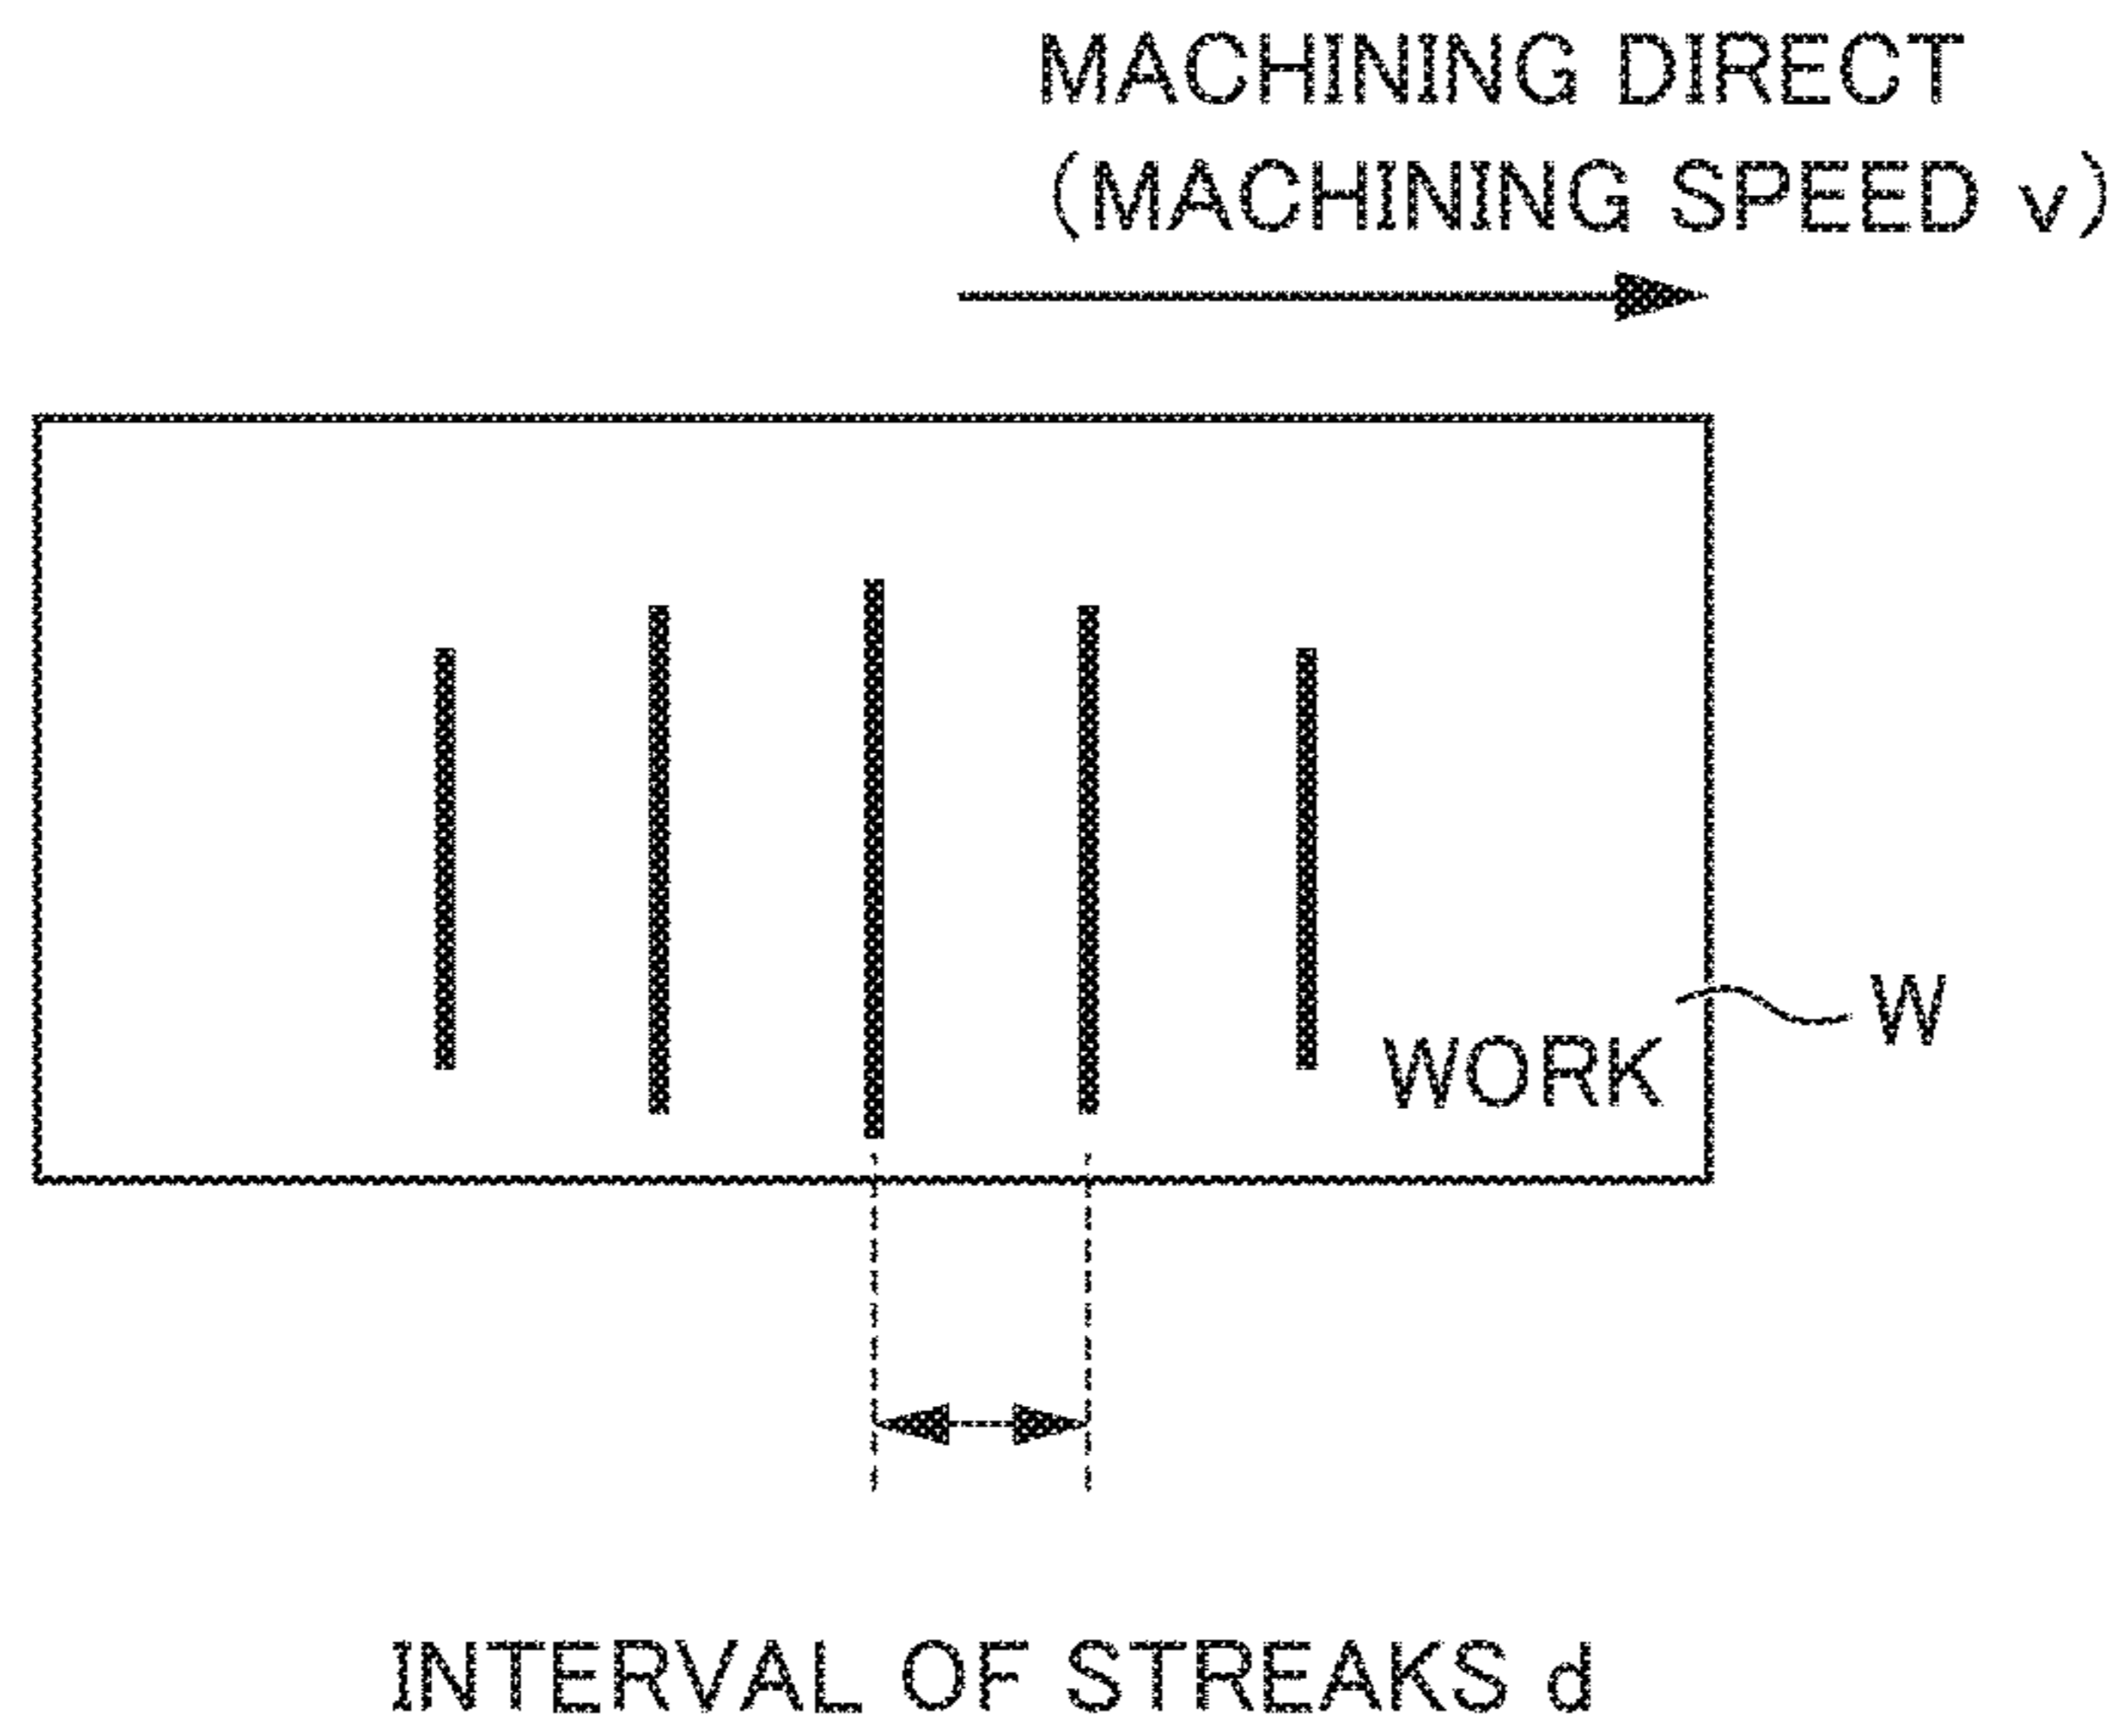 MACHINING DIRECT
(MACHINING SPEED v)
W
WORK
INTERVAL OF STREAKS d